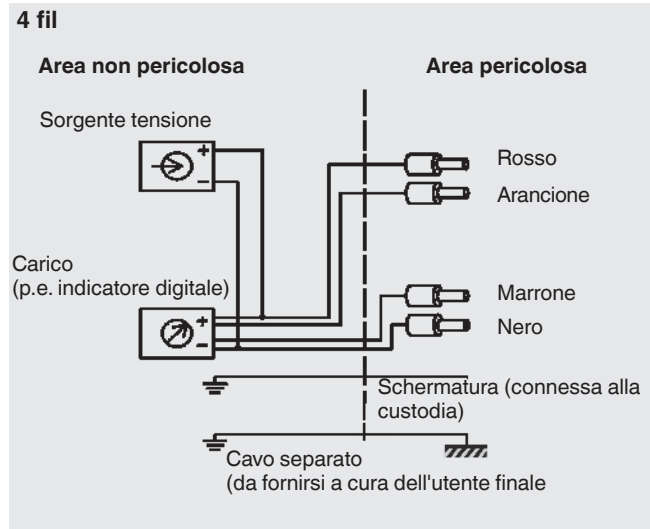 4 fil
Area non pericolosa
Area pericolosa
Sorgente tensione
+
–
Rosso
Arancione
Carico
(p.e. indicatore digitale)
+
–
Marrone
Nero
Schermatura (connessa alla
custodia)
Cavo separato
(da fornirsi a cura dell'utente finale